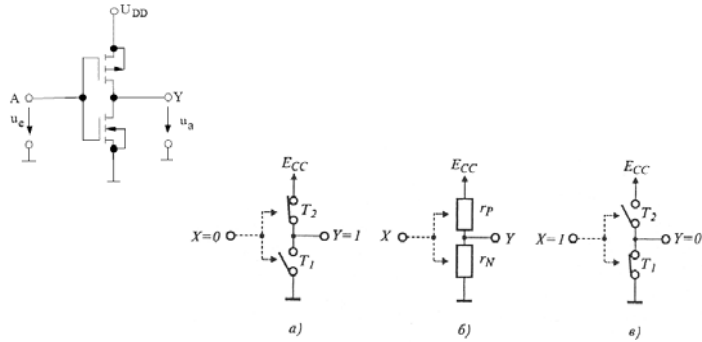 U_DD
A
Y
u_e
u_a
E_CC
X=0
T_2
Y=1
T_1
а)
E_CC
r_P
X
Y
r_N
б)
E_CC
X=1
T_2
Y=0
T_1
в)